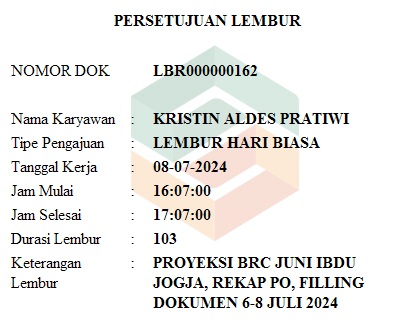 PERSETUJUAN LEMBUR
NOMOR DOK LBR000000162
Nama Karyawan : KRISTIN ALDES PRATIWI
Tipe Pengajuan : LEMBUR HARI BIASA
Tanggal Kerja : 08-07-2024
Jam Mulai : 16:07:00
Jam Selesai : 17:07:00
Durasi Lembur : 103
Keterangan : PROYEKSI BRC JUNI IBDU
Lembur JOGJA, REKAP PO, FILLING
DOKUMEN 6-8 JULI 2024